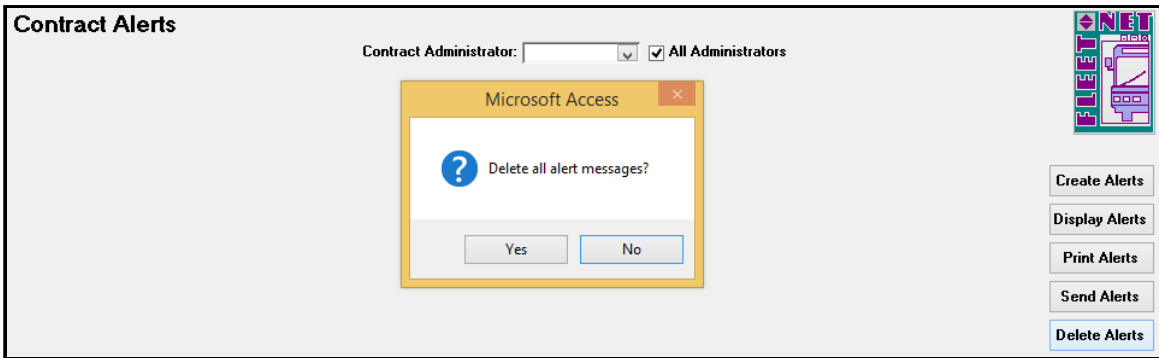 Contract Alerts
Contract Administrator: All Administrators
FLEET NET
Microsoft Access
Delete all alert messages?
Yes No
Create Alerts
Display Alerts
Print Alerts
Send Alerts
Delete Alerts